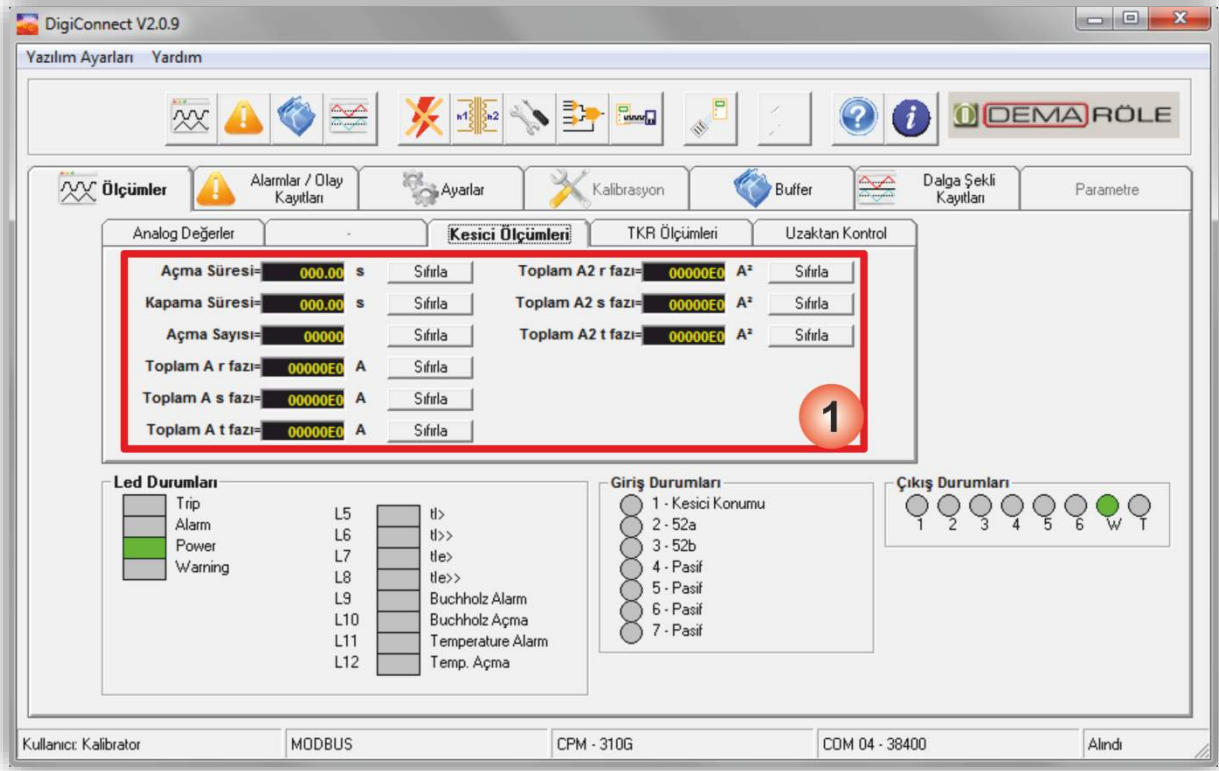 DigiConnect V2.0.9
Yazılım Ayarları Yardım
n1 n2
DEMA RÖLE
Ölçümler
Alarmlar / Olay Kayıtları
Ayarlar
Kalibrasyon
Buffer
Dalga Şekli Kayıtları
Parametre
Analog Değerler - Kesici Ölçümleri TKR Ölçümleri Uzaktan Kontrol
Açma Süresi= 000.00 s Sıfırla Toplam A2 r fazı= 00000E0 A² Sıfırla
Kapama Süresi= 000.00 s Sıfırla Toplam A2 s fazı= 00000E0 A² Sıfırla
Açma Sayısı= 00000 Sıfırla Toplam A2 t fazı= 00000E0 A² Sıfırla
Toplam A r fazı= 00000E0 A Sıfırla
Toplam A s fazı= 00000E0 A Sıfırla
Toplam A t fazı= 00000E0 A Sıfırla
1
Led Durumları
Trip
Alarm
Power
Warning
L5 tI>
L6 tI>>
L7 tIe>
L8 tIe>>
L9 Buchholz Alarm
L10 Buchholz Açma
L11 Temperature Alarm
L12 Temp. Açma
Giriş Durumları
1 - Kesici Konumu
2 - 52a
3 - 52b
4 - Pasif
5 - Pasif
6 - Pasif
7 - Pasif
Çıkış Durumları
1 2 3 4 5 6 W T
Kullanıcı: Kalibrator MODBUS CPM - 310G COM 04 - 38400 Alındı